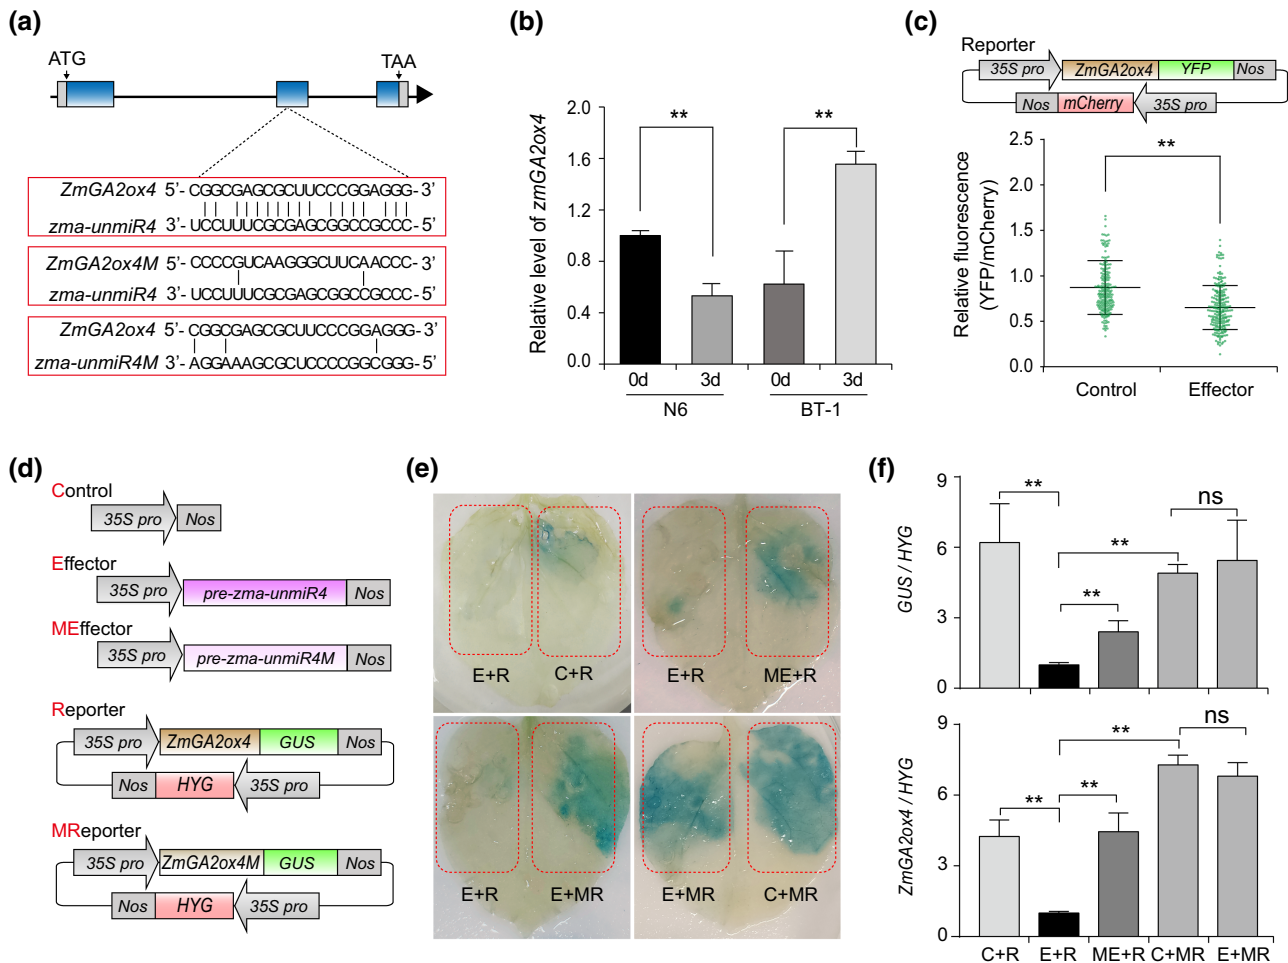 (a)
ATG TAA
ZmGA2ox4 5'- CGGCGAGCGCUUCCCGGAGGG- 3'
zma-unmiR4 3'- UCCUUUCGCGAGCGGCCGCCC- 5'
ZmGA2ox4M 5'- CCCCGUCAAGGGCUUCAACCC- 3'
zma-unmiR4 3'- UCCUUUCGCGAGCGGCCGCCC- 5'
ZmGA2ox4 5'- CGGCGAGCGCUUCCCGGAGGG- 3'
zma-unmiR4M 3'- AGGAAAGCGCUCCCCGGCGGG- 5'
(b)
Relative level of zmGA2ox4
2.0
1.6
1.2
0.8
0.4
0.0
** **
0d 3d 0d 3d
N6 BT-1
(c)
Reporter
35S pro ZmGA2ox4 YFP Nos
Nos mCherry 35S pro
Relative fluorescence
(YFP/mCherry)
2.5
2.0
1.5
1.0
0.5
0.0
**
Control Effector
(d)
Control
35S pro Nos
Effector
35S pro pre-zma-unmiR4 Nos
MEffector
35S pro pre-zma-unmiR4M Nos
Reporter
35S pro ZmGA2ox4 GUS Nos
Nos HYG 35S pro
MReporter
35S pro ZmGA2ox4M GUS Nos
Nos HYG 35S pro
(e)
E+R C+R
E+R ME+R
E+R E+MR
E+MR C+MR
(f)
GUS / HYG
9
6
3
0
** ** ** ns
ZmGA2ox4 / HYG
9
6
3
0
** ** ** ns
C+R E+R ME+R C+MR E+MR